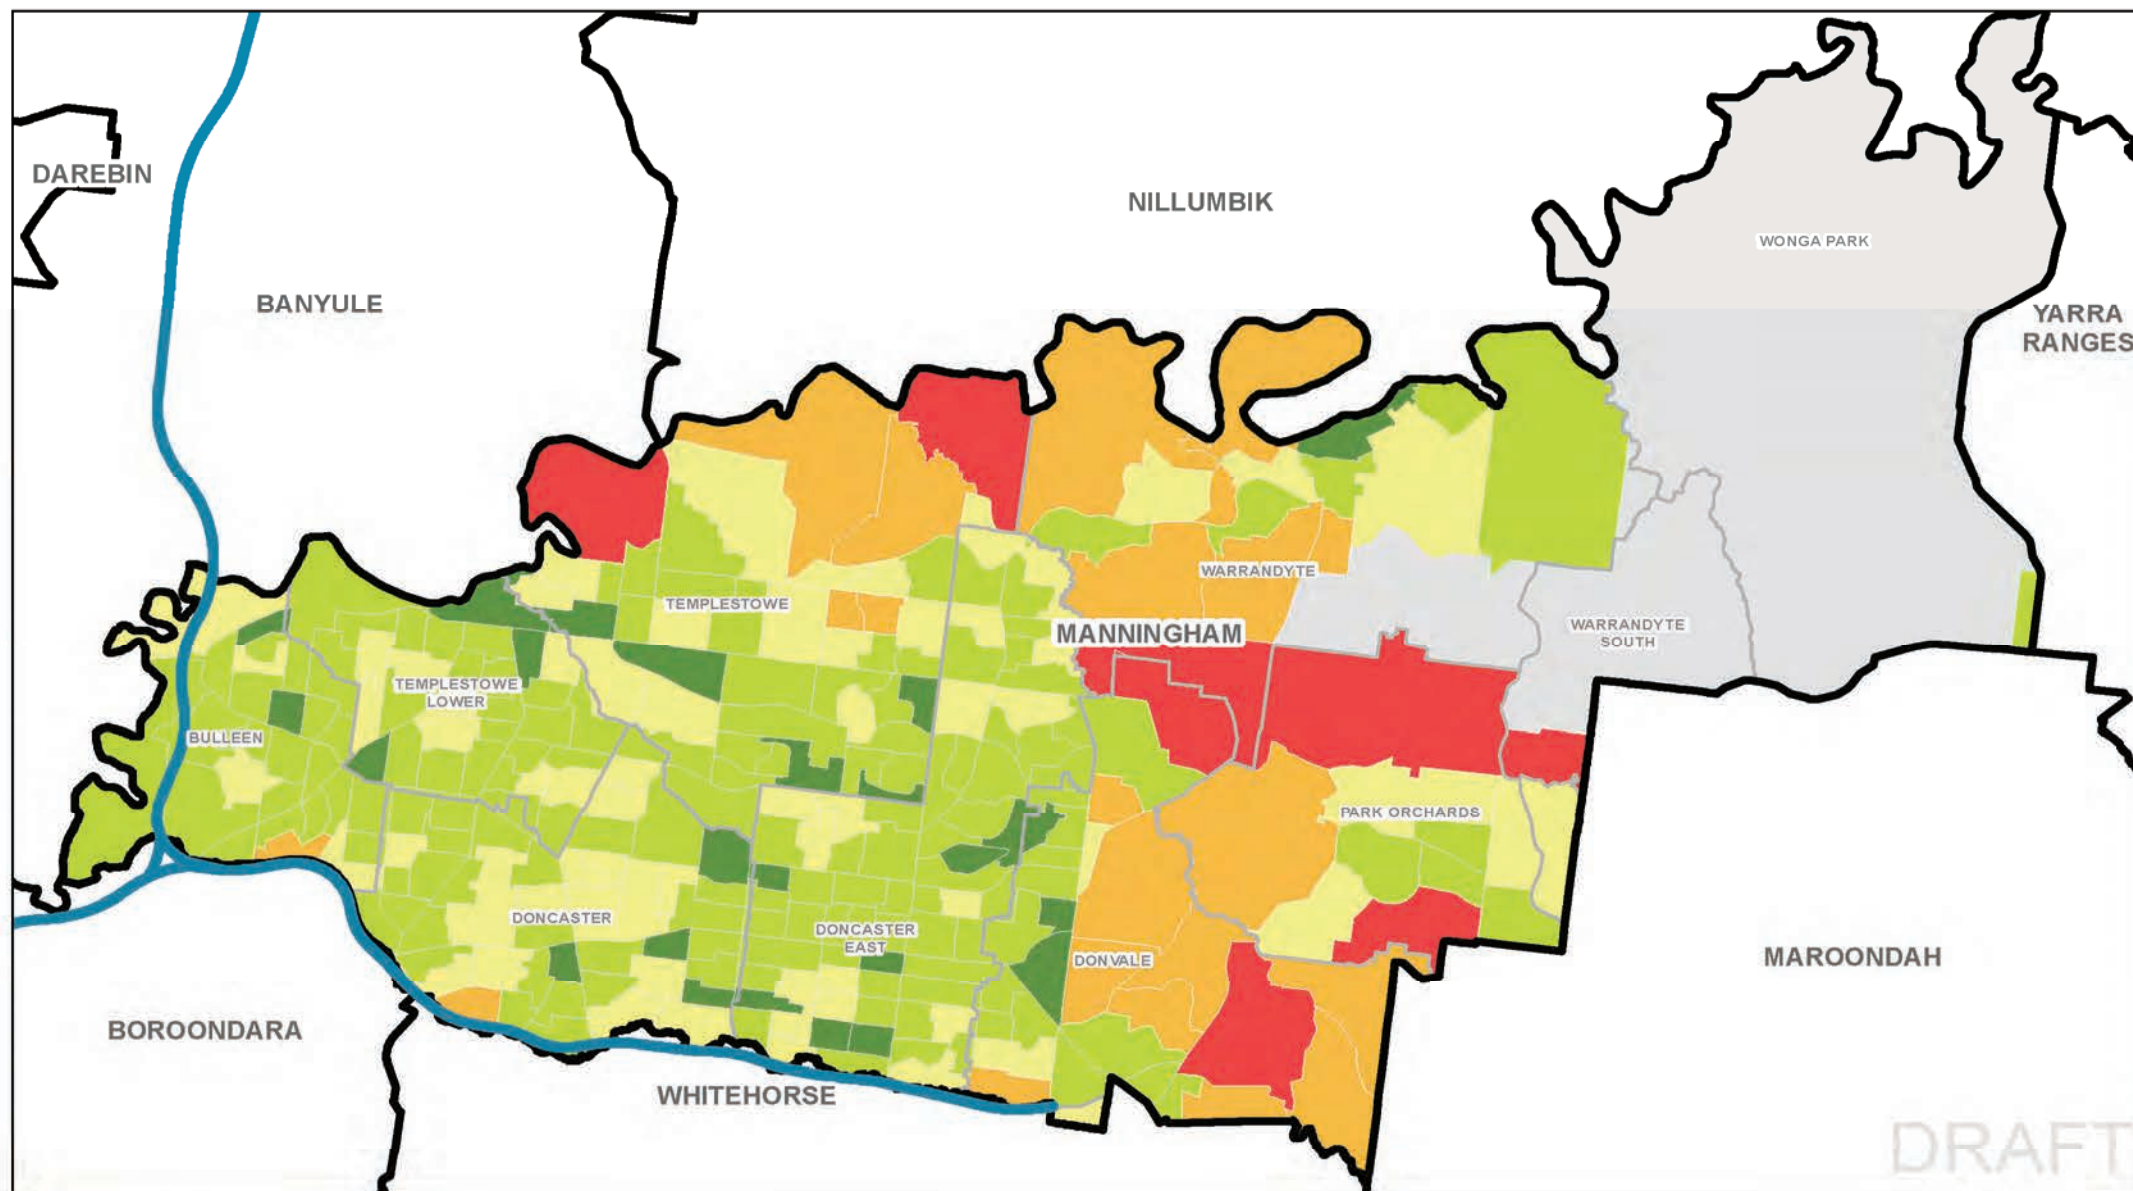 DAREBIN
NILLUMBIK
WONGA PARK
BANYULE
YARRA
RANGES
WARRANDYTE
TEMPLESTOWE
MANNINGHAM
WARRANDYTE
SOUTH
TEMPLESTOWE
LOWER
BULLEEN
PARK ORCHARDS
DONCASTER
DONCASTER
EAST
DONVALE
MAROONDAH
BOROONDARA
WHITEHORSE
DRAFT